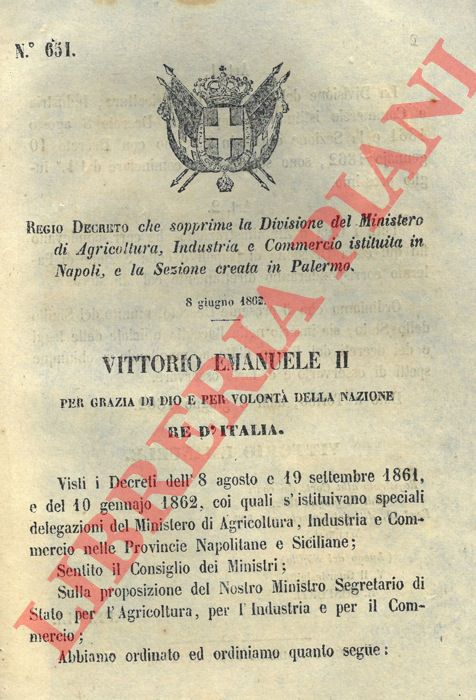 N.° 651.
REGIO DECRETO che sopprime la Divisione del Ministero
di Agricoltura, Industria e Commercio istituita in
Napoli, e la Sezione creata in Palermo.
8 giugno 1862.
VITTORIO EMANUELE II
PER GRAZIA DI DIO E PER VOLONTÀ DELLA NAZIONE
RE D'ITALIA.
Visti i Decreti dell'8 agosto e 19 settembre 1861,
e del 10 gennajo 1862, coi quali s'istituivano speciali
delegazioni del Ministero di Agricoltura, Industria e Com-
mercio nelle Provincie Napolitane e Siciliane;
Sentito il Consiglio dei Ministri;
Sulla proposizione del Nostro Ministro Segretario di
Stato per l'Agricoltura, per l'Industria e per il Com-
mercio;
Abbiamo ordinato ed ordiniamo quanto segue:
LIBRERIA PIANI